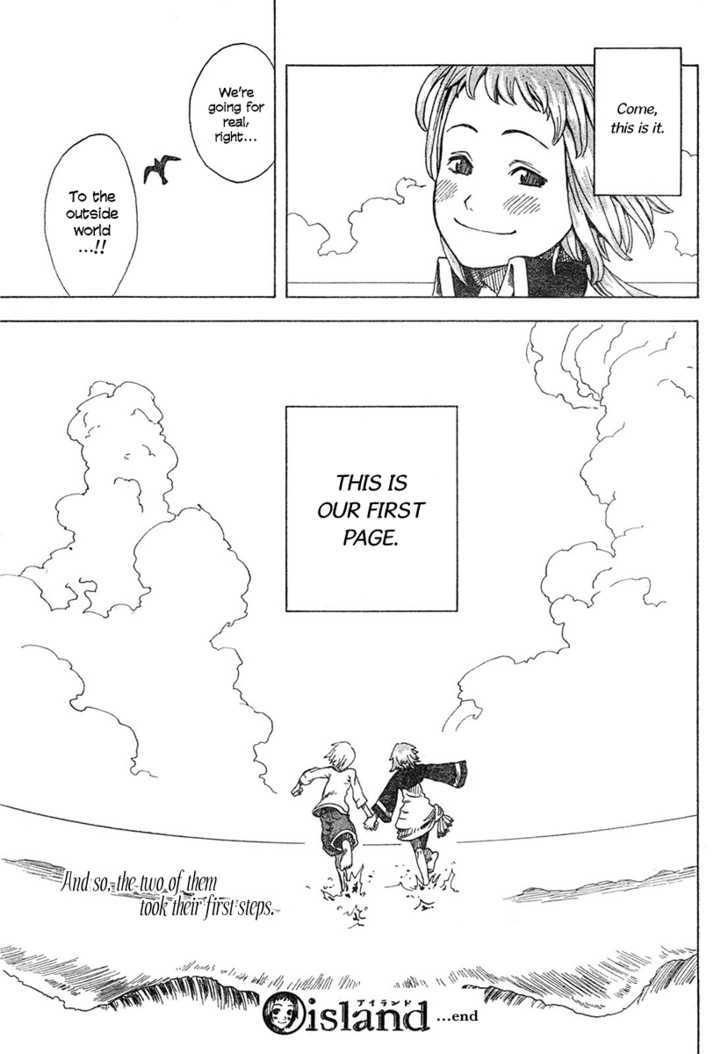 Come,
this is it.
We're
going for
real,
right...
To the
outside
world
...!!
THIS IS
OUR FIRST
PAGE.
And so, the two of them
took their first steps.
アイランド
island ...end